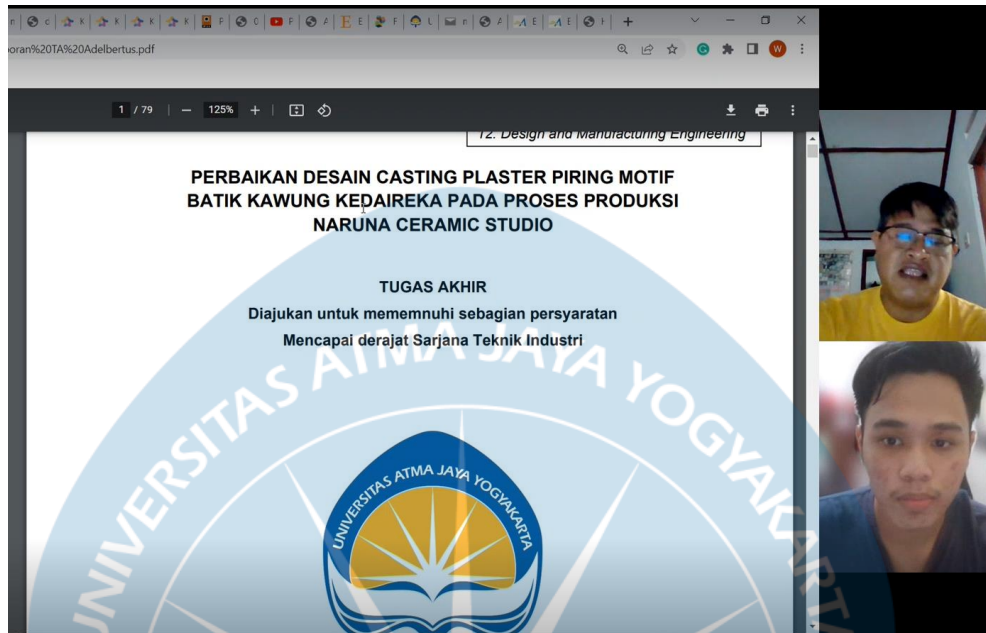 oran%20TA%20Adelbertus.pdf
W
1 / 79
125%
12. Design and Manufacturing Engineering
PERBAIKAN DESAIN CASTING PLASTER PIRING MOTIF
BATIK KAWUNG KEDAIREKA PADA PROSES PRODUKSI
NARUNA CERAMIC STUDIO
TUGAS AKHIR
Diajukan untuk mememnuhi sebagian persyaratan
Mencapai derajat Sarjana Teknik Industri
UNIVERSITAS ATMA JAYA YOGYAKART
UNIVERSITAS ATMA JAYA YOGYAKARTA